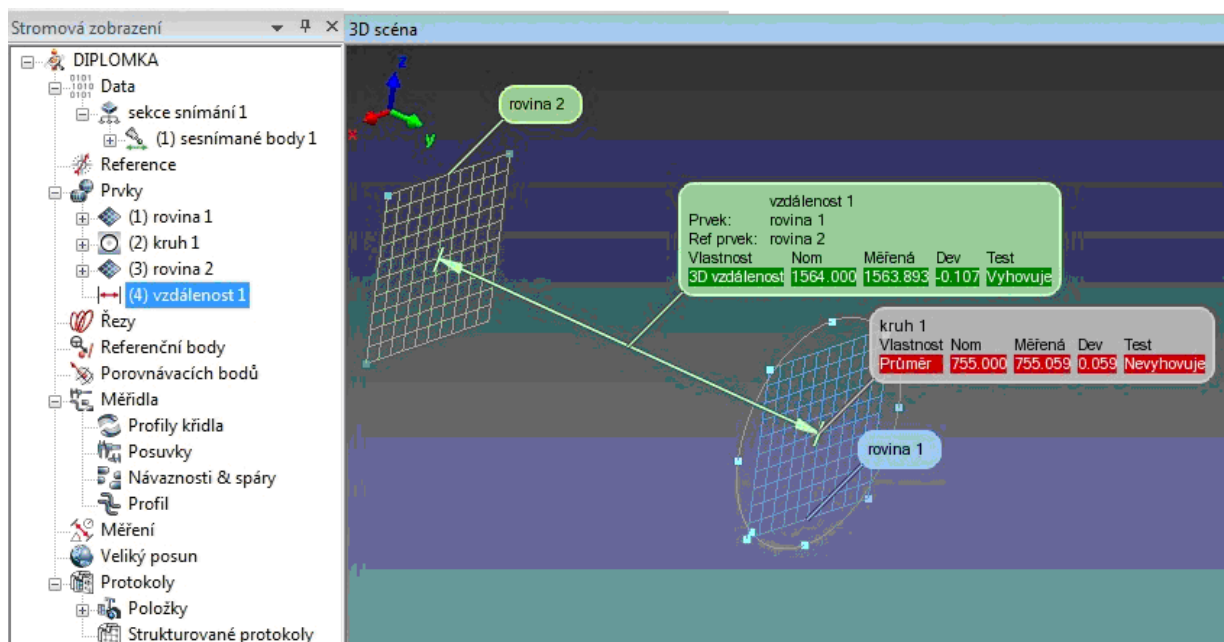 Stromová zobrazení
DIPLOMKA
Data
sekce snímání 1
(1) sesnímané body 1
Reference
Prvky
(1) rovina 1
(2) kruh 1
(3) rovina 2
(4) vzdálenost 1
Řezy
Referenční body
Porovnávacích bodů
Měřidla
Profily křídla
Posuvky
Návaznosti & spáry
Profil
Měření
Veliký posun
Protokoly
Položky
Strukturované protokoly
3D scéna
z
x
y
rovina 2
vzdálenost 1
Prvek: rovina 1
Ref prvek: rovina 2
Vlastnost Nom Měřená Dev Test
3D vzdálenost 1564.000 1563.893 -0.107 Vyhovuje
kruh 1
Vlastnost Nom Měřená Dev Test
Průměr 755.000 755.059 0.059 Nevyhovuje
rovina 1